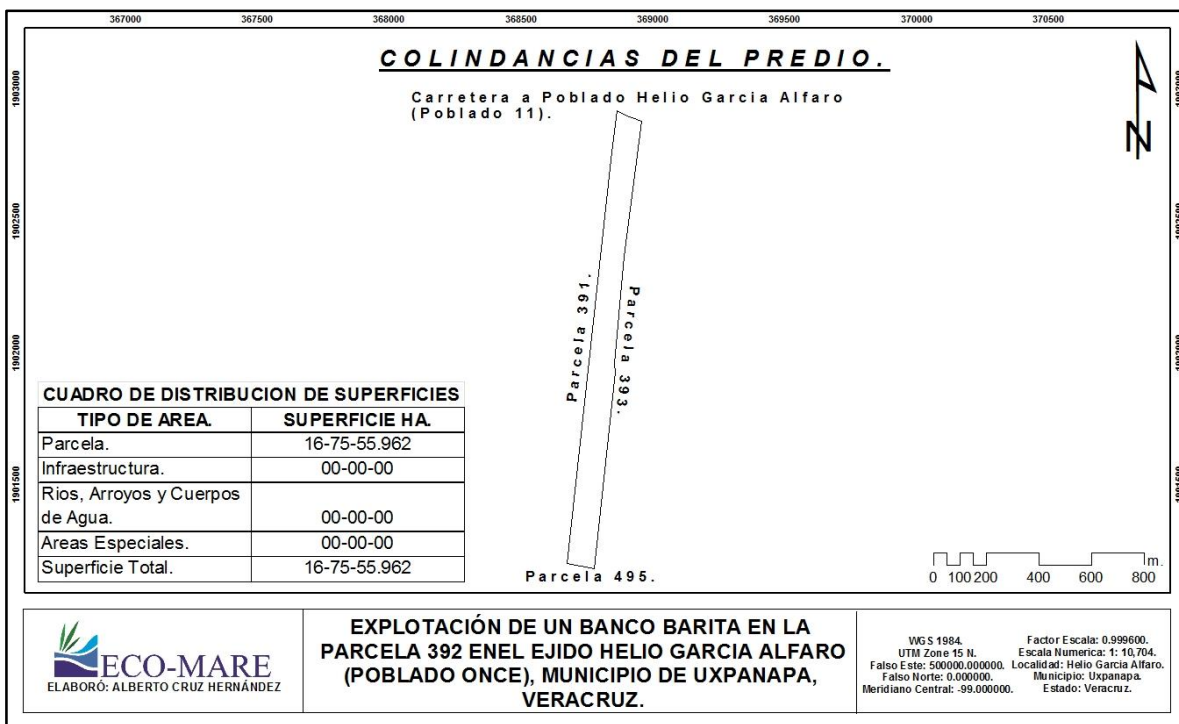 367000 367500 368000 368500 369000 369500 370000 370500
COLINDANCIAS DEL PREDIO.
Carretera a Poblado Helio Garcia Alfaro
(Poblado 11).
N
1903000
1902500
1902000
1901500
1903000
1902500
1902000
1901500
Parcela 391.
Parcela 393.
Parcela 495.
CUADRO DE DISTRIBUCION DE SUPERFICIES
TIPO DE AREA. SUPERFICIE HA.
Parcela. 16-75-55.962
Infraestructura. 00-00-00
Rios, Arroyos y Cuerpos
de Agua. 00-00-00
Areas Especiales. 00-00-00
Superficie Total. 16-75-55.962
m.
0 100 200 400 600 800
ECO-MARE
ELABORÓ: ALBERTO CRUZ HERNÁNDEZ
EXPLOTACIÓN DE UN BANCO BARITA EN LA
PARCELA 392 ENEL EJIDO HELIO GARCIA ALFARO
(POBLADO ONCE), MUNICIPIO DE UXPANAPA,
VERACRUZ.
WGS 1984.
UTM Zone 15 N.
Falso Este: 500000.000000.
Falso Norte: 0.000000.
Meridiano Central: -99.000000.
Factor Escala: 0.999600.
Escala Numerica: 1: 10,704.
Localidad: Helio Garcia Alfaro.
Municipio: Uxpanapa.
Estado: Veracruz.